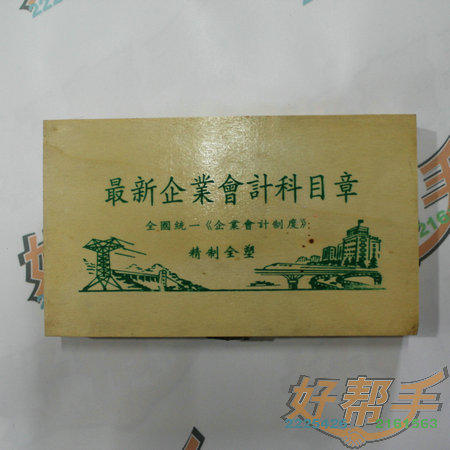 最新企業會計科目章
全國統一《企業會計制度》:
精制全塑
好帮手